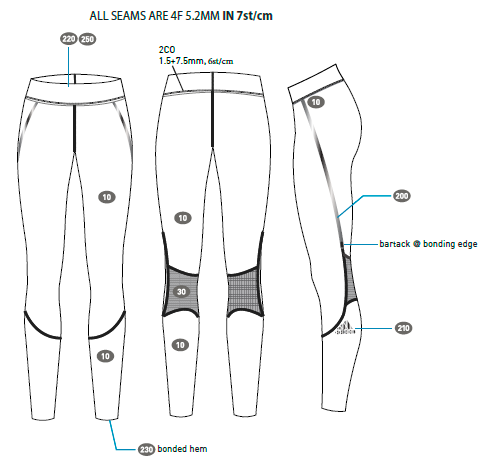 ALL SEAMS ARE 4F 5.2MM IN 7st/cm
220 250
2CO
1.5+7.5mm, 6st/cm
10
10
200
10
bartack @ bonding edge
30
210
10
10
230 bonded hem